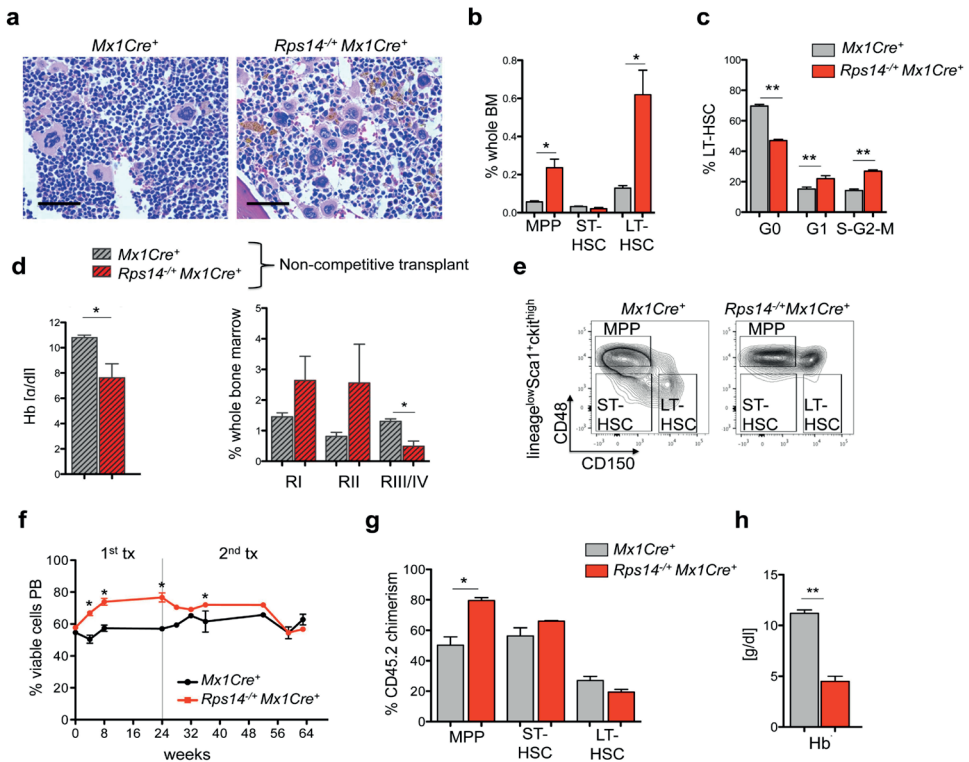 a
Mx1Cre+
Rps14-/+ Mx1Cre+
b
% whole BM
0.8
0.6
0.4
0.2
0.0
*
*
MPP
ST-
HSC
LT-
HSC
c
Mx1Cre+
Rps14-/+ Mx1Cre+
% LT-HSC
100
80
60
40
20
0
**
**
**
G0
G1
S-G2-M
d
Mx1Cre+
Rps14-/+ Mx1Cre+
Non-competitive transplant
Hb [g/dl]
12
10
8
6
4
2
0
*
% whole bone marrow
5
4
3
2
1
0
*
RI
RII
RIII/IV
e
Mx1Cre+
Rps14-/+Mx1Cre+
lineagelowSca1+ckithigh
CD48
CD150
MPP
ST-
HSC
LT-
HSC
MPP
ST-
HSC
LT-
HSC
f
1st tx
2nd tx
% viable cells PB
100
80
60
40
20
0
*
*
*
*
Mx1Cre+
Rps14-/+ Mx1Cre+
0
8
16
24
32
40
48
56
64
weeks
g
Mx1Cre+
Rps14-/+ Mx1Cre+
% CD45.2 chimerism
100
80
60
40
20
0
*
MPP
ST-
HSC
LT-
HSC
h
[g/dl]
15
10
5
0
**
Hb